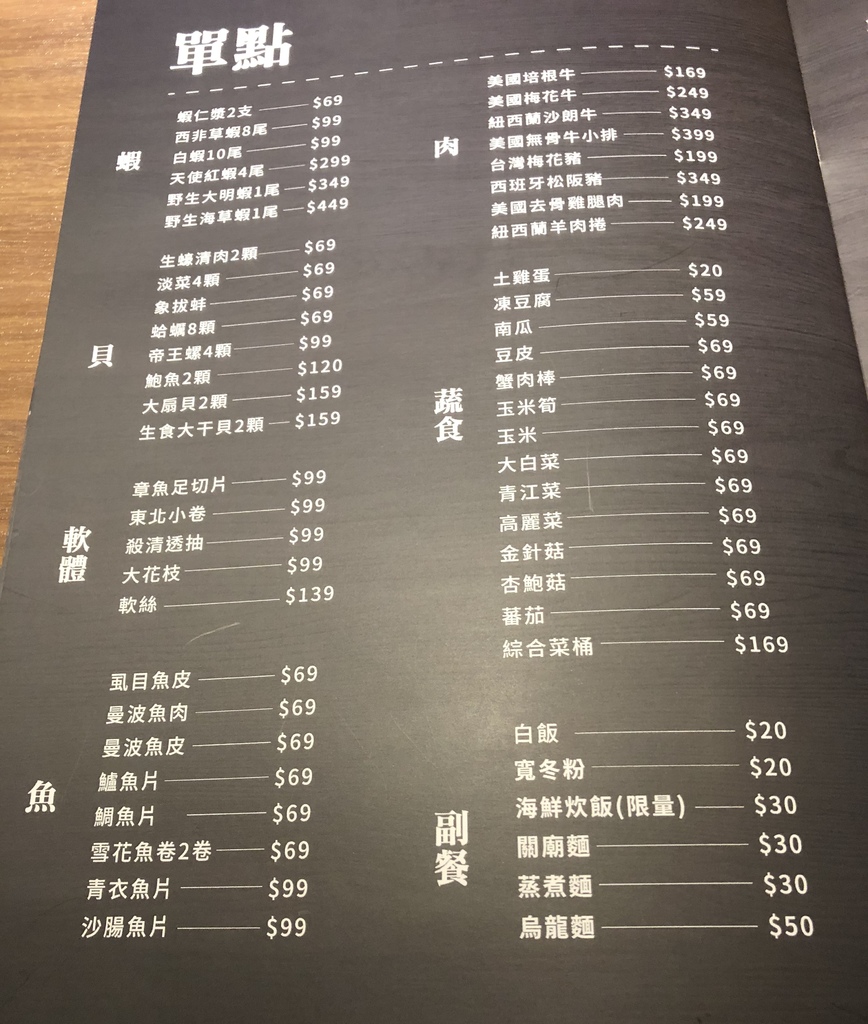 單點
蝦
蝦仁漿2支 $69
西非草蝦8尾 $99
白蝦10尾 $99
天使紅蝦4尾 $299
野生大明蝦1尾 $349
野生海草蝦1尾 $449
貝
生蠔清肉2顆 $69
淡菜4顆 $69
象拔蚌 $69
蛤蠣8顆 $69
帝王螺4顆 $99
鮑魚2顆 $120
大扇貝2顆 $159
生食大干貝2顆 $159
軟體
章魚足切片 $99
東北小卷 $99
殺清透抽 $99
大花枝 $99
軟絲 $139
魚
虱目魚皮 $69
曼波魚肉 $69
曼波魚皮 $69
鱸魚片 $69
鯛魚片 $69
雪花魚卷2卷 $69
青衣魚片 $99
沙腸魚片 $99
肉
美國培根牛 $169
美國梅花牛 $249
紐西蘭沙朗牛 $349
美國無骨牛小排 $399
台灣梅花豬 $199
西班牙松阪豬 $349
美國去骨雞腿肉 $199
紐西蘭羊肉捲 $249
蔬食
土雞蛋 $20
凍豆腐 $59
南瓜 $59
豆皮 $69
蟹肉棒 $69
玉米筍 $69
玉米 $69
大白菜 $69
青江菜 $69
高麗菜 $69
金針菇 $69
杏鮑菇 $69
蕃茄 $69
綜合菜桶 $169
副餐
白飯 $20
寬冬粉 $20
海鮮炊飯(限量) $30
關廟麵 $30
蒸煮麵 $30
烏龍麵 $50